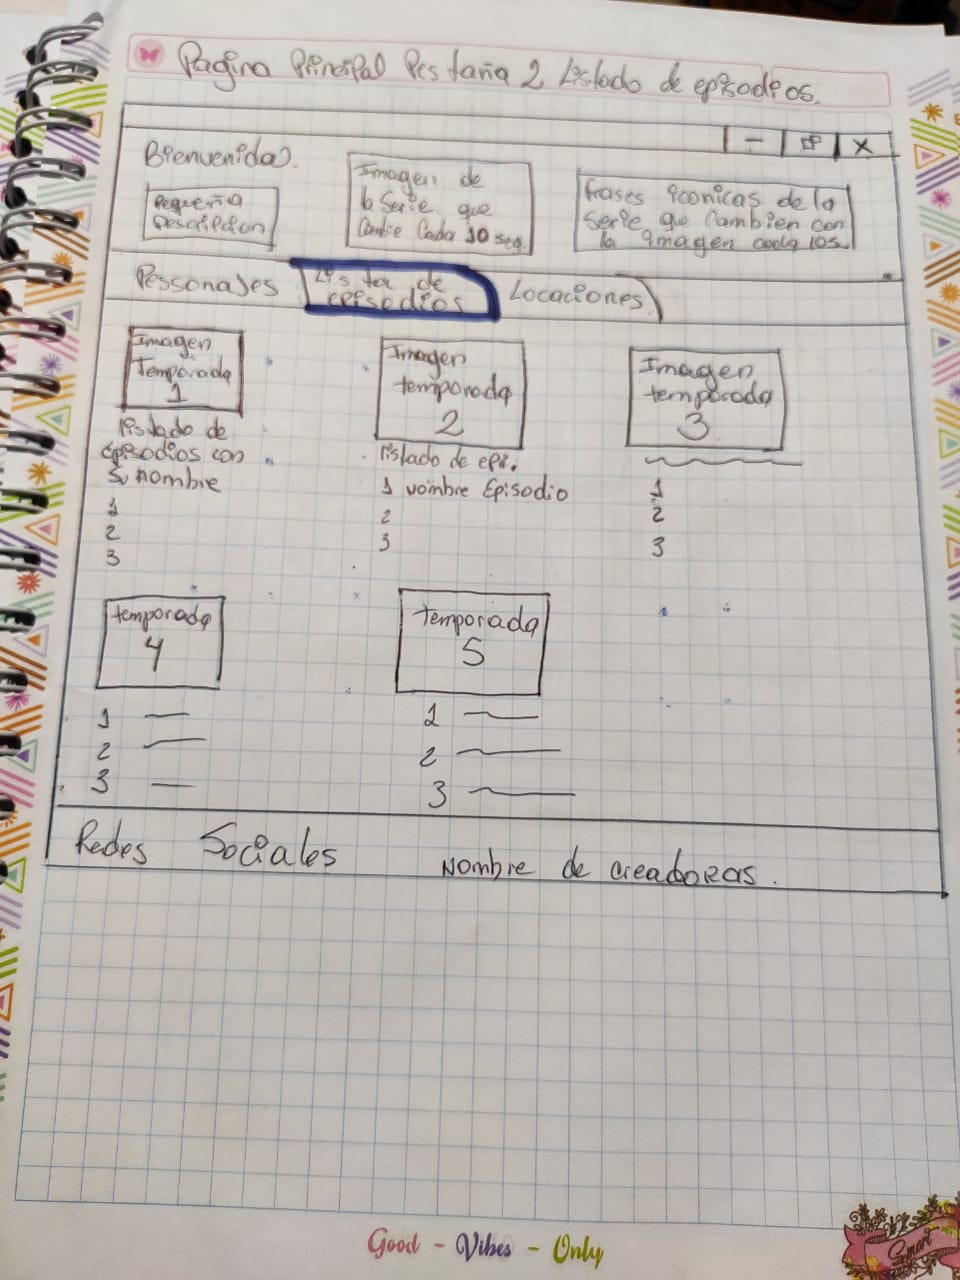 Pagina Principal Pestaña 2 Listado de episodios.
Bienvenida).
Pequeña
Descripcion
Imagen de
la Serie que
Cambie Cada 10 seg.
frases iconicas de la
serie que Cambien con
la imagen cada 10s.
Personajes
Lista de
episodios
Locaciones
Imagen
Temporada
1
listado de
episodios con
su nombre
1
2
3
Imagen
temporada
2
listado de epi.
1 nombre Episodio
2
3
Imagen
temporada
3
1
2
3
temporada
4
1
2
3
temporada
5
1
2
3
Redes Sociales
Nombre de creadoras.
Good - Vibes - Only
Smart